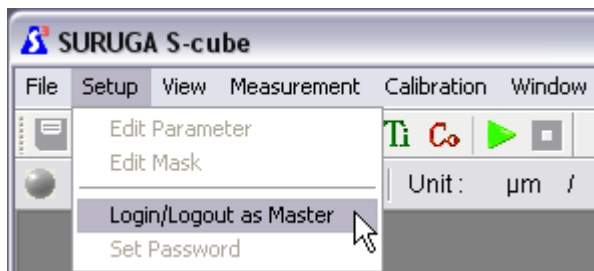 SURUGA S-cube
File Setup View Measurement Calibration Window
Edit Parameter
Ti Co
Edit Mask
Unit: µm /
Login/Logout as Master
Set Password